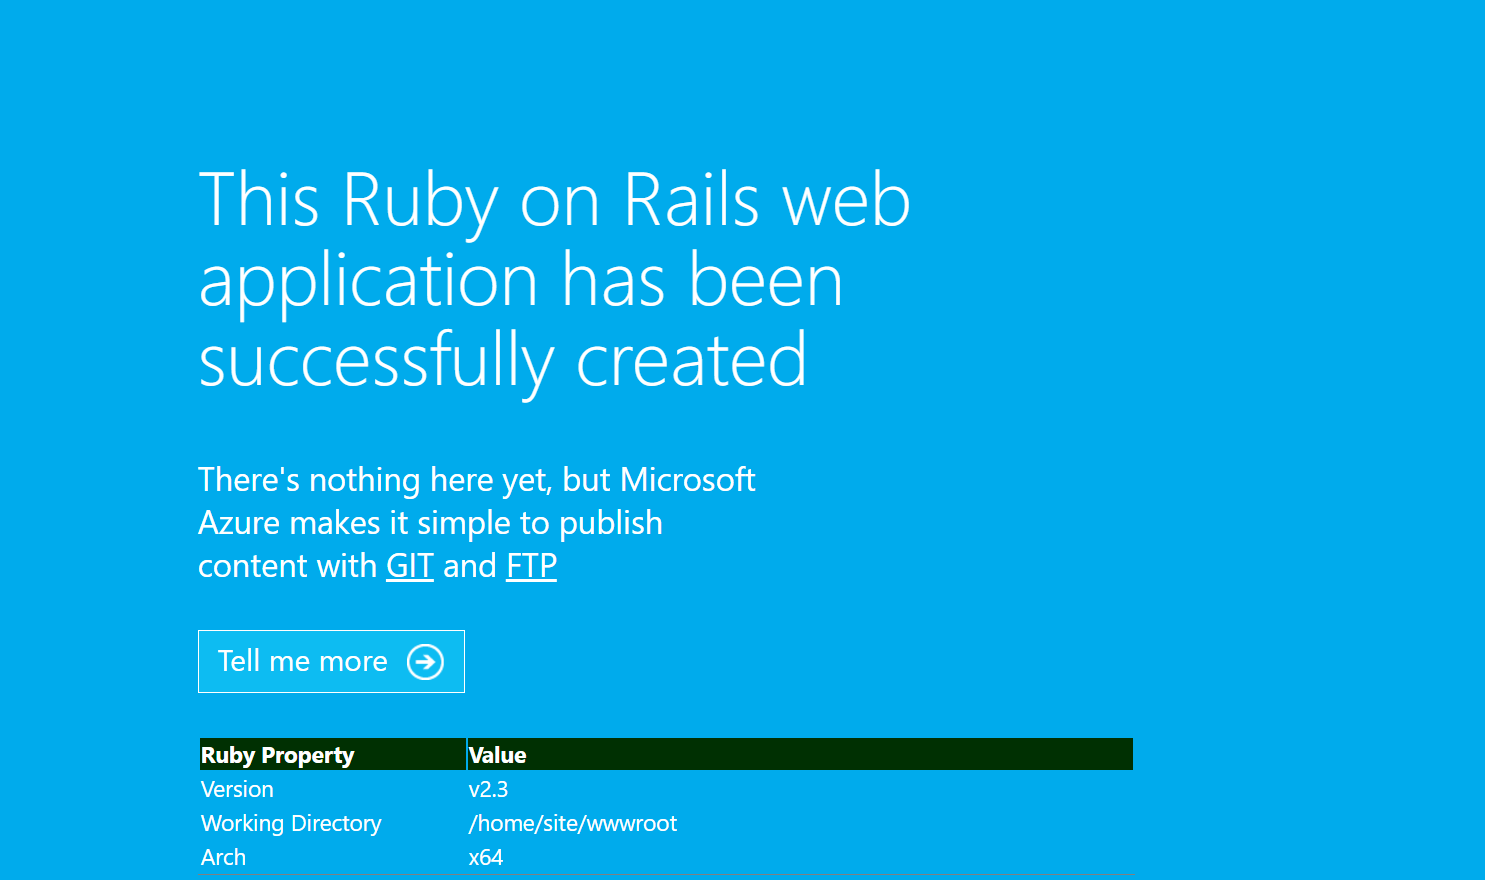 This Ruby on Rails web
application has been
successfully created
There's nothing here yet, but Microsoft
Azure makes it simple to publish
content with GIT and FTP
Tell me more
Ruby Property Value
Version v2.3
Working Directory /home/site/wwwroot
Arch x64